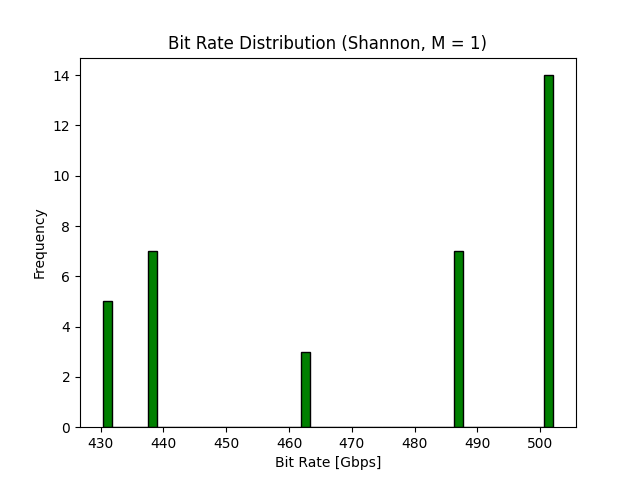 Bit Rate Distribution (Shannon, M = 1)
Frequency
14
12
10
8
6
4
2
0
430 440 450 460 470 480 490 500
Bit Rate [Gbps]